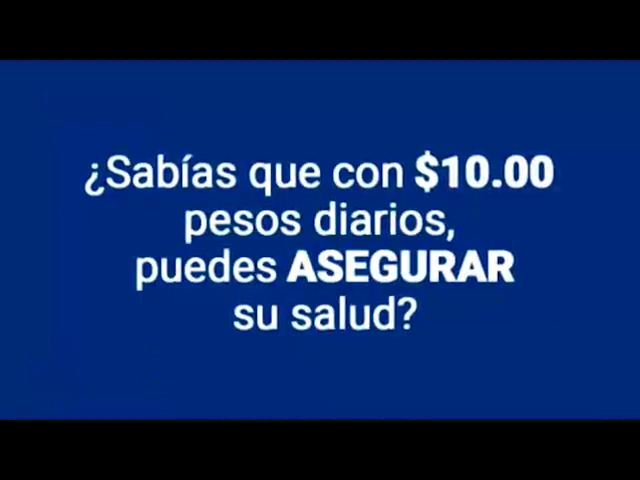 ¿Sabías que con $10.00
pesos diarios,
puedes ASEGURAR
su salud?